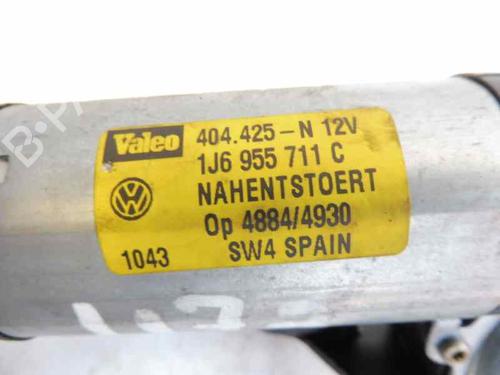 Valeo 404.425-N 12V
1J6 955 711 C
NAHENTSTOERT
Op 4884/4930
1043 SW4 SPAIN